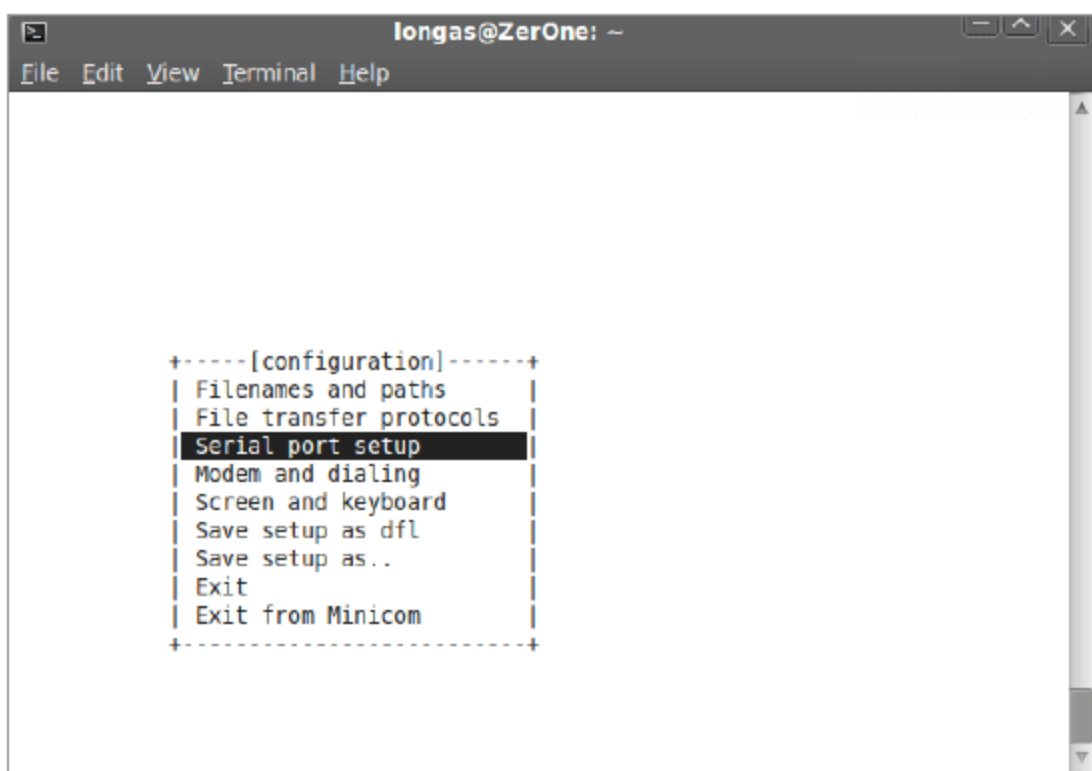 longas@ZerOne: ~
File Edit View Terminal Help
+-----[configuration]------+
| Filenames and paths |
| File transfer protocols |
| Serial port setup |
| Modem and dialing |
| Screen and keyboard |
| Save setup as dfl |
| Save setup as.. |
| Exit |
| Exit from Minicom |
+--------------------------+